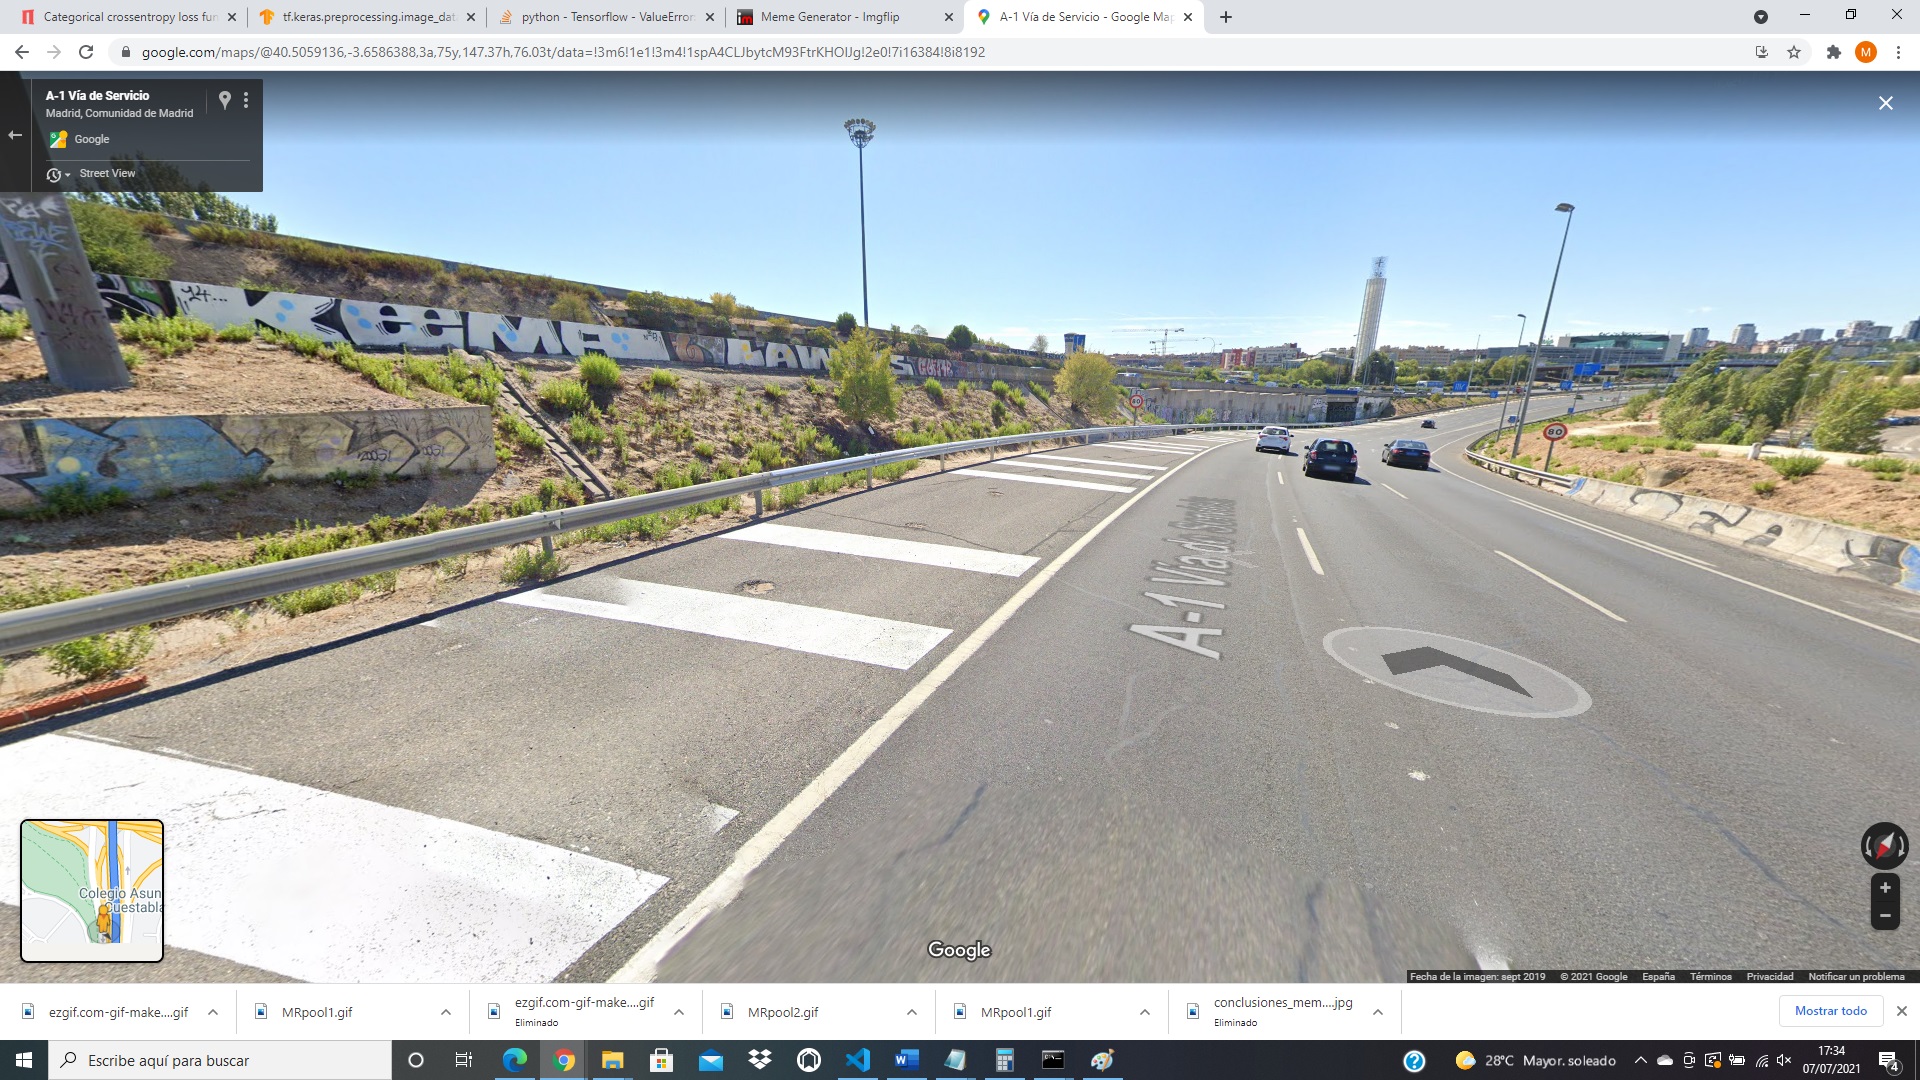 Categorical crossentropy loss fun
tf.keras.preprocessing.image_dat
python - Tensorflow - ValueError:
Meme Generator - Imgflip
A-1 Vía de Servicio - Google Map
google.com/maps/@40.5059136,-3.6586388,3a,75y,147.37h,76.03t/data=!3m6!1e1!3m4!1spA4CLJbytcM93FtrKHOIJg!2e0!7i16384!8i8192
M
A-1 Vía de Servicio
Madrid, Comunidad de Madrid
Google
Street View
KEEMA
80
80
A-1 Vía de Servicio
Colegio Asun
Cuestabla
Google
Fecha de la imagen: sept 2019 © 2021 Google España Términos Privacidad Notificar un problema
ezgif.com-gif-make....gif
MRpool1.gif
ezgif.com-gif-make....gif
Eliminado
MRpool2.gif
MRpool1.gif
conclusiones_mem....jpg
Eliminado
Mostrar todo
Escribe aquí para buscar
28°C Mayor. soleado
17:34
07/07/2021
4